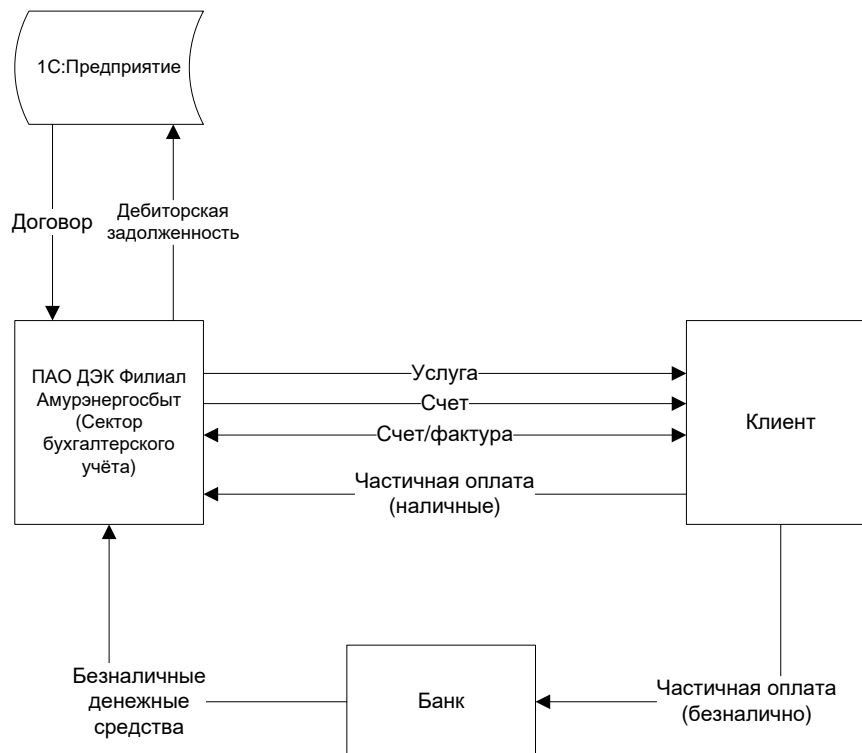 1С:Предприятие
Договор
Дебиторская
задолженность
ПАО ДЭК Филиал
Амурэнергосбыт
(Сектор
бухгалтерского
учёта)
Услуга
Счет
Счет/фактура
Частичная оплата
(наличные)
Клиент
Безналичные
денежные
средства
Банк
Частичная оплата
(безналично)